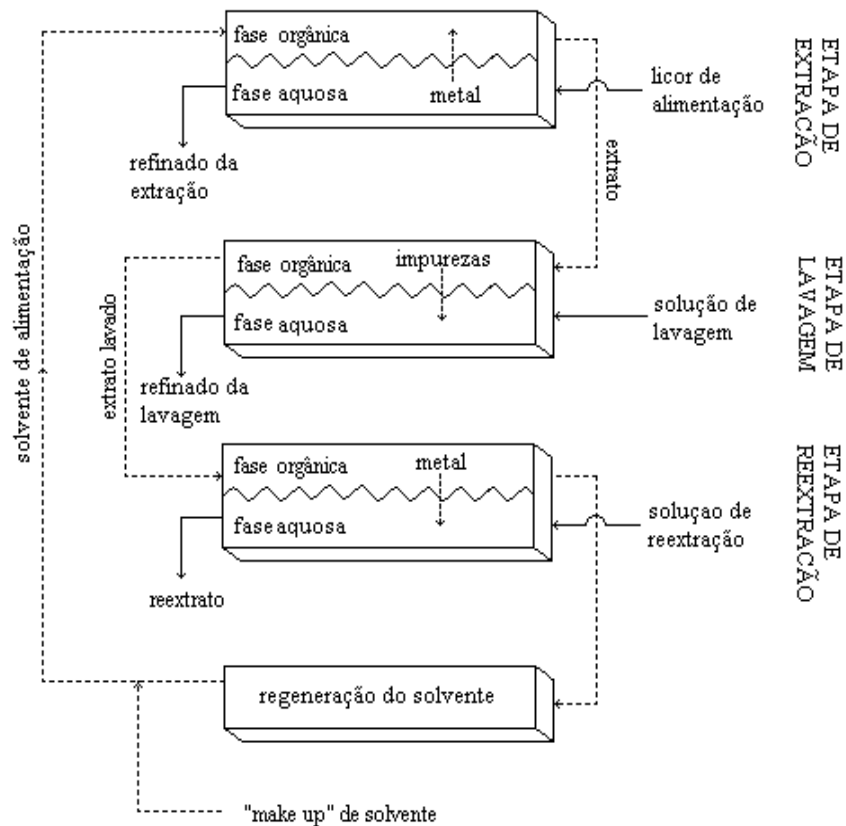 fase orgânica
fase aquosa
metal
licor de
alimentação
refinado da
extração
extrato
ETAPA DE
EXTRAÇÃO
solvente de alimentação
fase orgânica
impurezas
fase aquosa
solução de
lavagem
refinado da
lavagem
extrato lavado
ETAPA DE
LAVAGEM
fase orgânica
metal
fase aquosa
soluçao de
reextração
reextrato
ETAPA DE
REEXTRACÃO
regeneração do solvente
"make up" de solvente